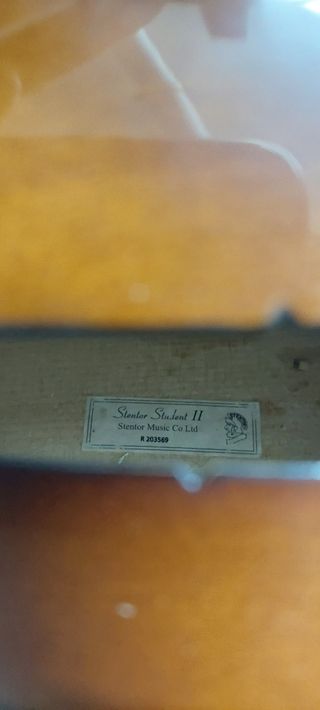 Stentor Student II
Stentor Music Co Ltd
R 203569